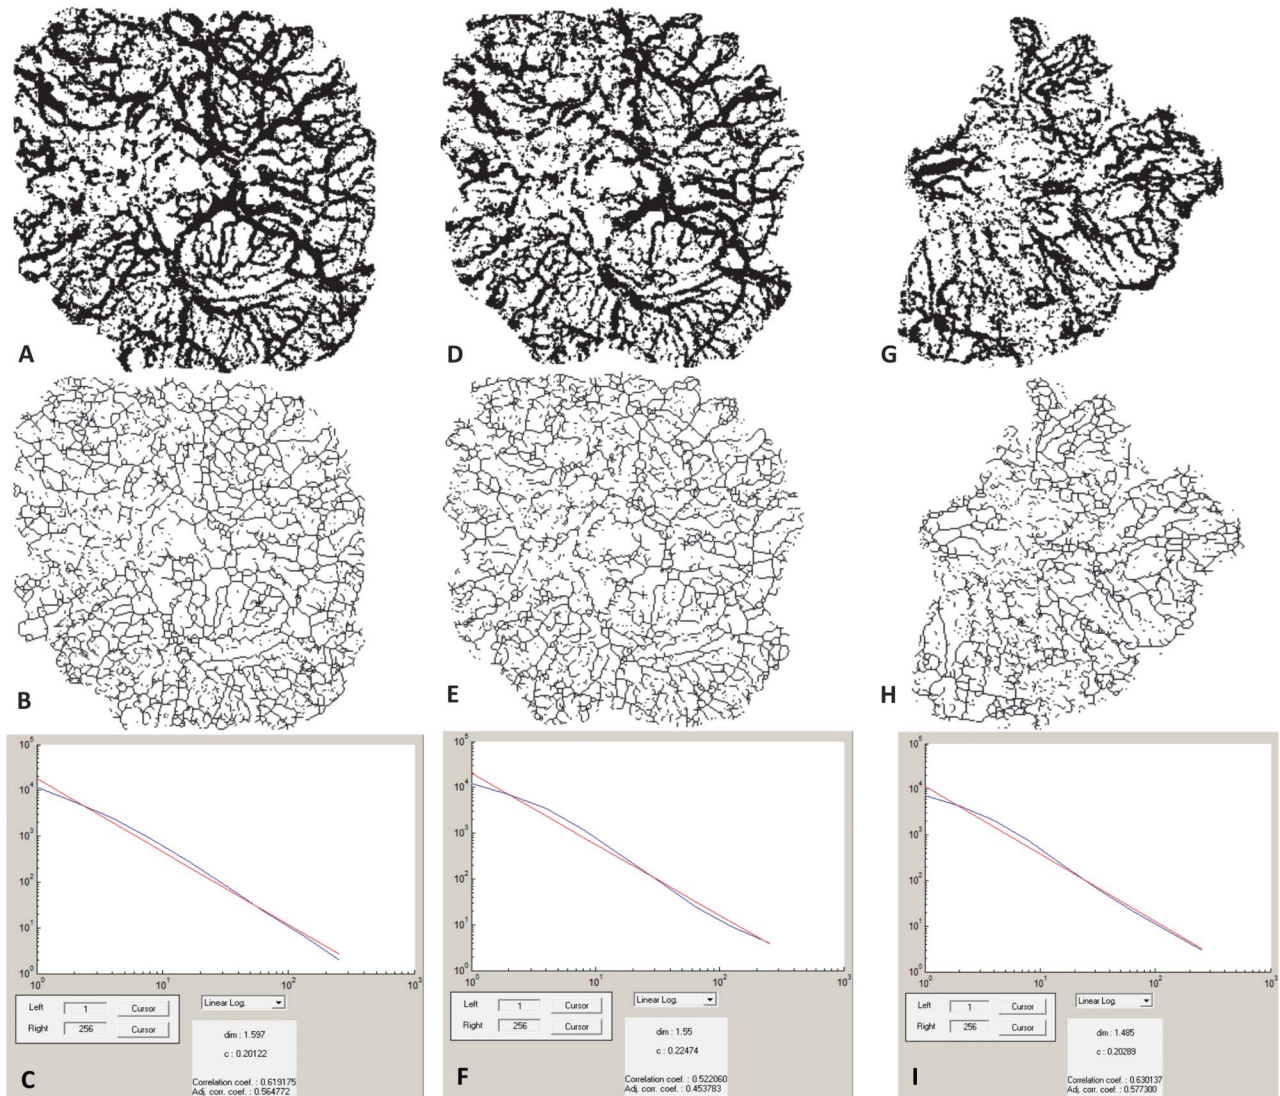 A
D
G
B
E
H
10^5
10^4
10^3
10^2
10^1
10^0
10^0
10^1
10^2
10^3
Left
1
Cursor
Right
256
Cursor
Linear Log.
dim : 1.597
c : 0.20122
Correlation coef. : 0.619175
Adj. corr. coef. : 0.564772
C
10^5
10^4
10^3
10^2
10^1
10^0
10^0
10^1
10^2
10^3
Left
1
Cursor
Right
256
Cursor
Linear Log.
dim : 1.55
c : 0.22474
Correlation coef. : 0.522060
Adj. corr. coef. : 0.453783
F
10^5
10^4
10^3
10^2
10^1
10^0
10^0
10^1
10^2
10^3
Left
1
Cursor
Right
256
Cursor
Linear Log.
dim : 1.485
c : 0.20289
Correlation coef. : 0.630137
Adj. corr. coef. : 0.577300
I